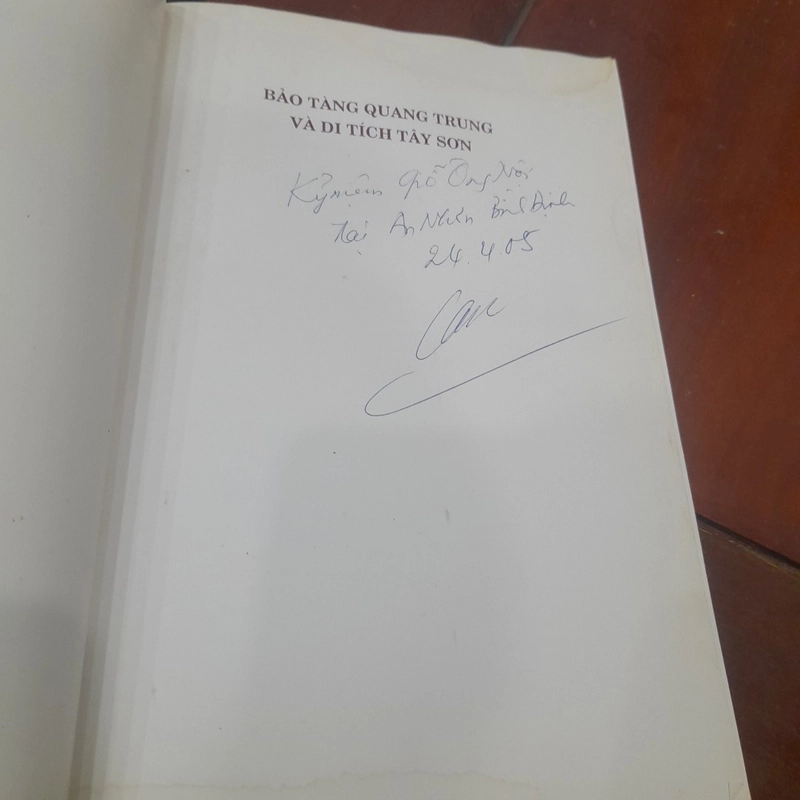 BẢO TÀNG QUANG TRUNG
VÀ DI TÍCH TÂY SƠN
Kỷ niệm Giỗ Ông Nội
tại An Nhơn Bình Định
24.4.05